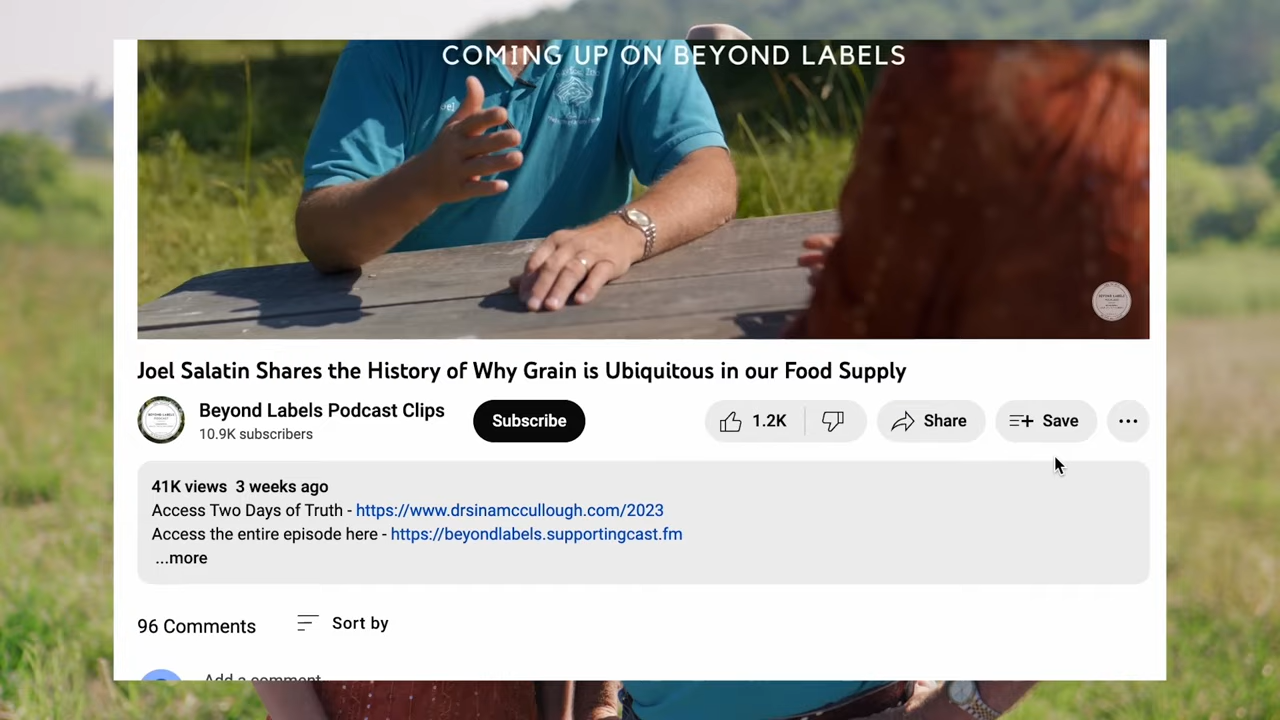 COMING UP ON BEYOND LABELS
Joel Salatin Shares the History of Why Grain is Ubiquitous in our Food Supply
Beyond Labels Podcast Clips
10.9K subscribers
Subscribe
1.2K
Share
Save
41K views 3 weeks ago
Access Two Days of Truth - https://www.drsinamccullough.com/2023
Access the entire episode here - https://beyondlabels.supportingcast.fm
...more
96 Comments
Sort by
Add a comment